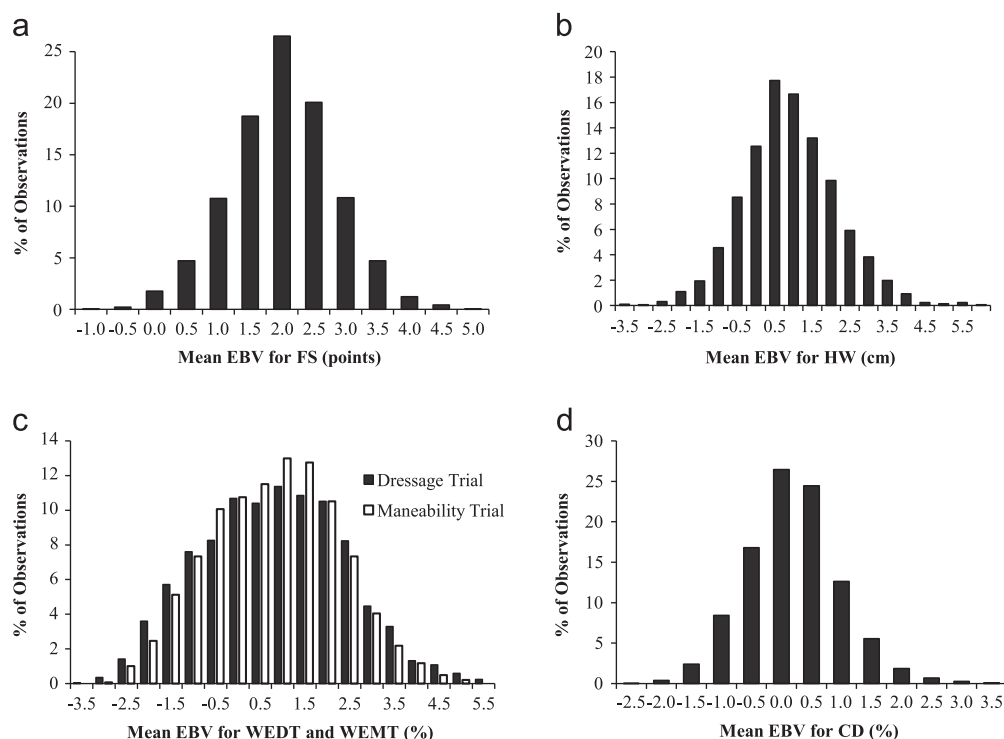 a
25
20
15
10
5
0
% of Observations
-1.0 -0.5 0.0 0.5 1.0 1.5 2.0 2.5 3.0 3.5 4.0 4.5 5.0
Mean EBV for FS (points)
b
20
18
16
14
12
10
8
6
4
2
0
% of Observations
-3.5 -2.5 -1.5 -0.5 0.5 1.5 2.5 3.5 4.5 5.5
Mean EBV for HW (cm)
c
14
12
10
8
6
4
2
0
% of Observations
Dressage Trial
Maneability Trial
-3.5 -2.5 -1.5 -0.5 0.5 1.5 2.5 3.5 4.5 5.5
Mean EBV for WEDT and WEMT (%)
d
30
25
20
15
10
5
0
% of Observations
-2.5 -2.0 -1.5 -1.0 -0.5 0.0 0.5 1.0 1.5 2.0 2.5 3.0 3.5
Mean EBV for CD (%)